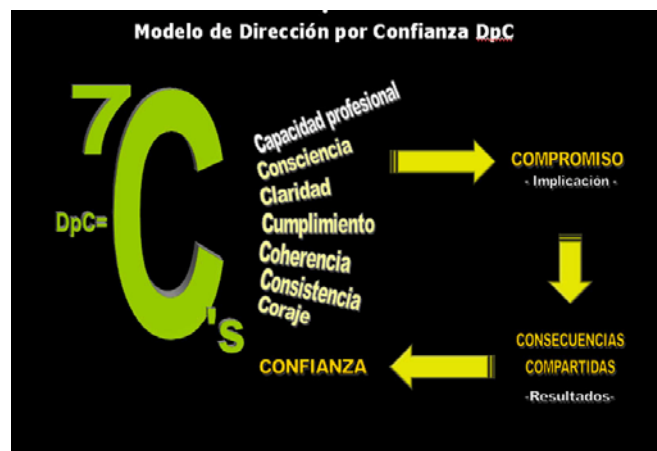 Modelo de Dirección por Confianza DpC
7
DpC=
C
's
Capacidad profesional
Consciencia
Claridad
Cumplimiento
Coherencia
Consistencia
Coraje
COMPROMISO
- Implicación -
CONSECUENCIAS
COMPARTIDAS
-Resultados-
CONFIANZA